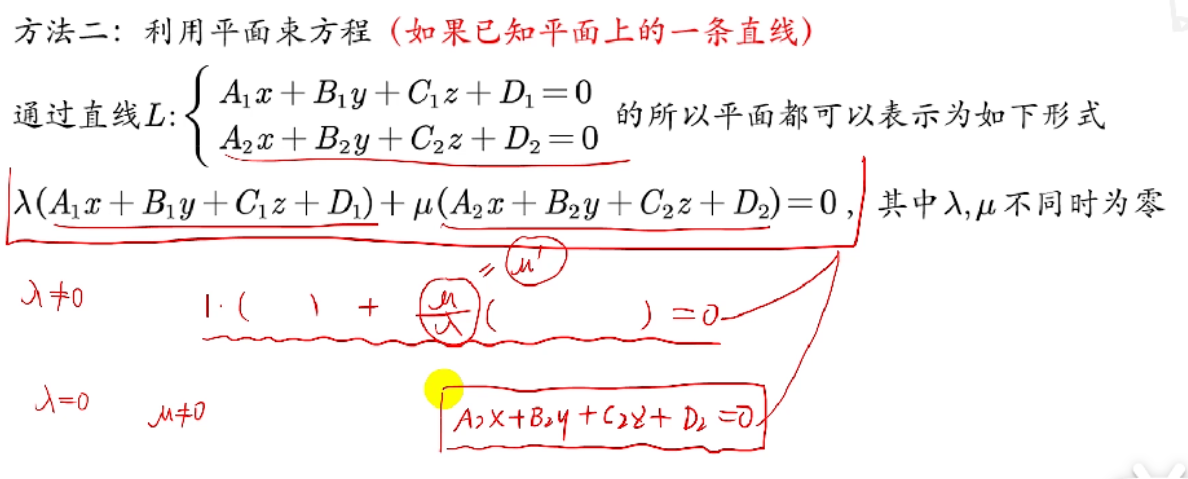 方法二：利用平面束方程（如果已知平面上的一条直线）
通过直线L:{ A₁x + B₁y + C₁z + D₁ = 0
A₂x + B₂y + C₂z + D₂ = 0 的所以平面都可以表示为如下形式
λ(A₁x + B₁y + C₁z + D₁) + μ(A₂x + B₂y + C₂z + D₂) = 0 ，其中λ,μ不同时为零
= μ'
λ≠0 1·( ) + μ/λ ( ) = 0
λ=0 μ≠0 A₂x+B₂y+C₂z+D₂=0